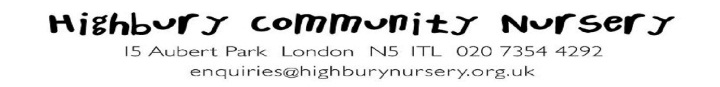 Highbury Community Nursery
15 Aubert Park London N5 1TL 020 7354 4292
enquiries@highburynursery.org.uk